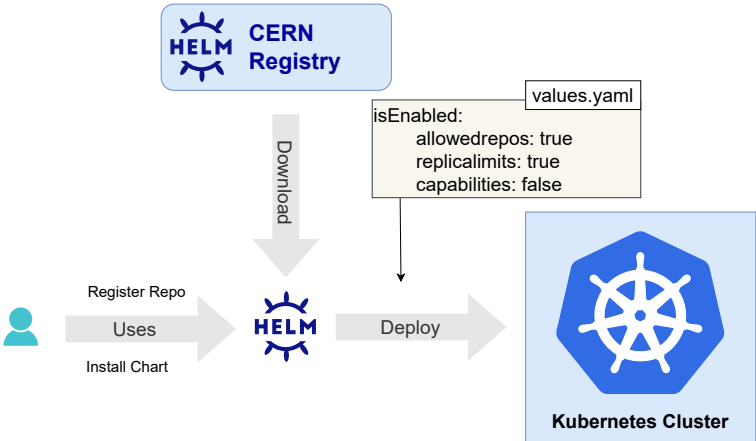 HELM
CERN
Registry
values.yaml
isEnabled:
allowedrepos: true
replicalimits: true
capabilities: false
Download
Register Repo
Uses
Install Chart
HELM
Deploy
Kubernetes Cluster